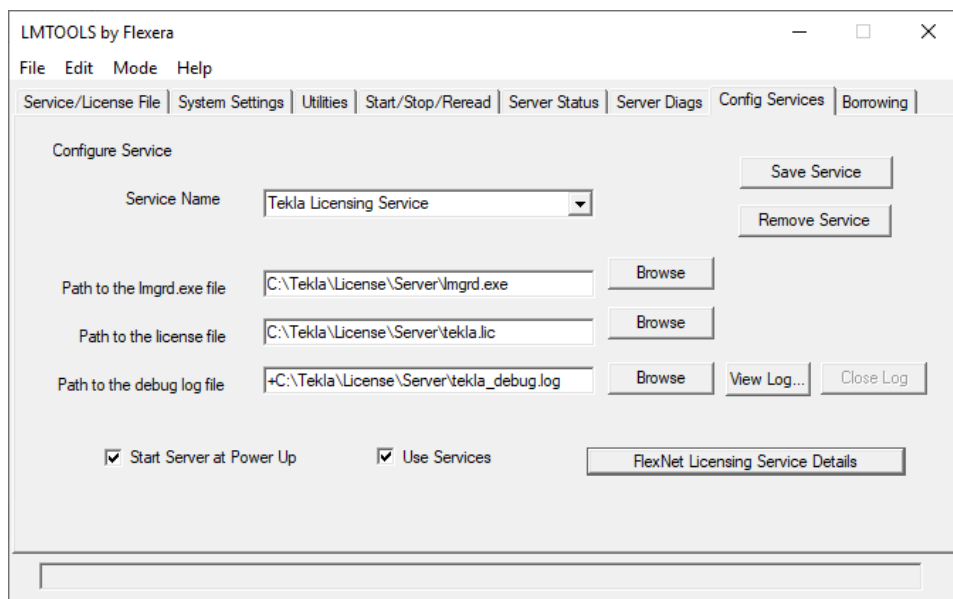 LMTOOLS by Flexera
File Edit Mode Help
Service/License File System Settings Utilities Start/Stop/Reread Server Status Server Diags Config Services Borrowing
Configure Service
Save Service
Service Name Tekla Licensing Service
Remove Service
Path to the lmgrd.exe file C:\Tekla\License\Server\lmgrd.exe Browse
Path to the license file C:\Tekla\License\Server\tekla.lic Browse
Path to the debug log file +C:\Tekla\License\Server\tekla_debug.log Browse View Log... Close Log
Start Server at Power Up Use Services FlexNet Licensing Service Details